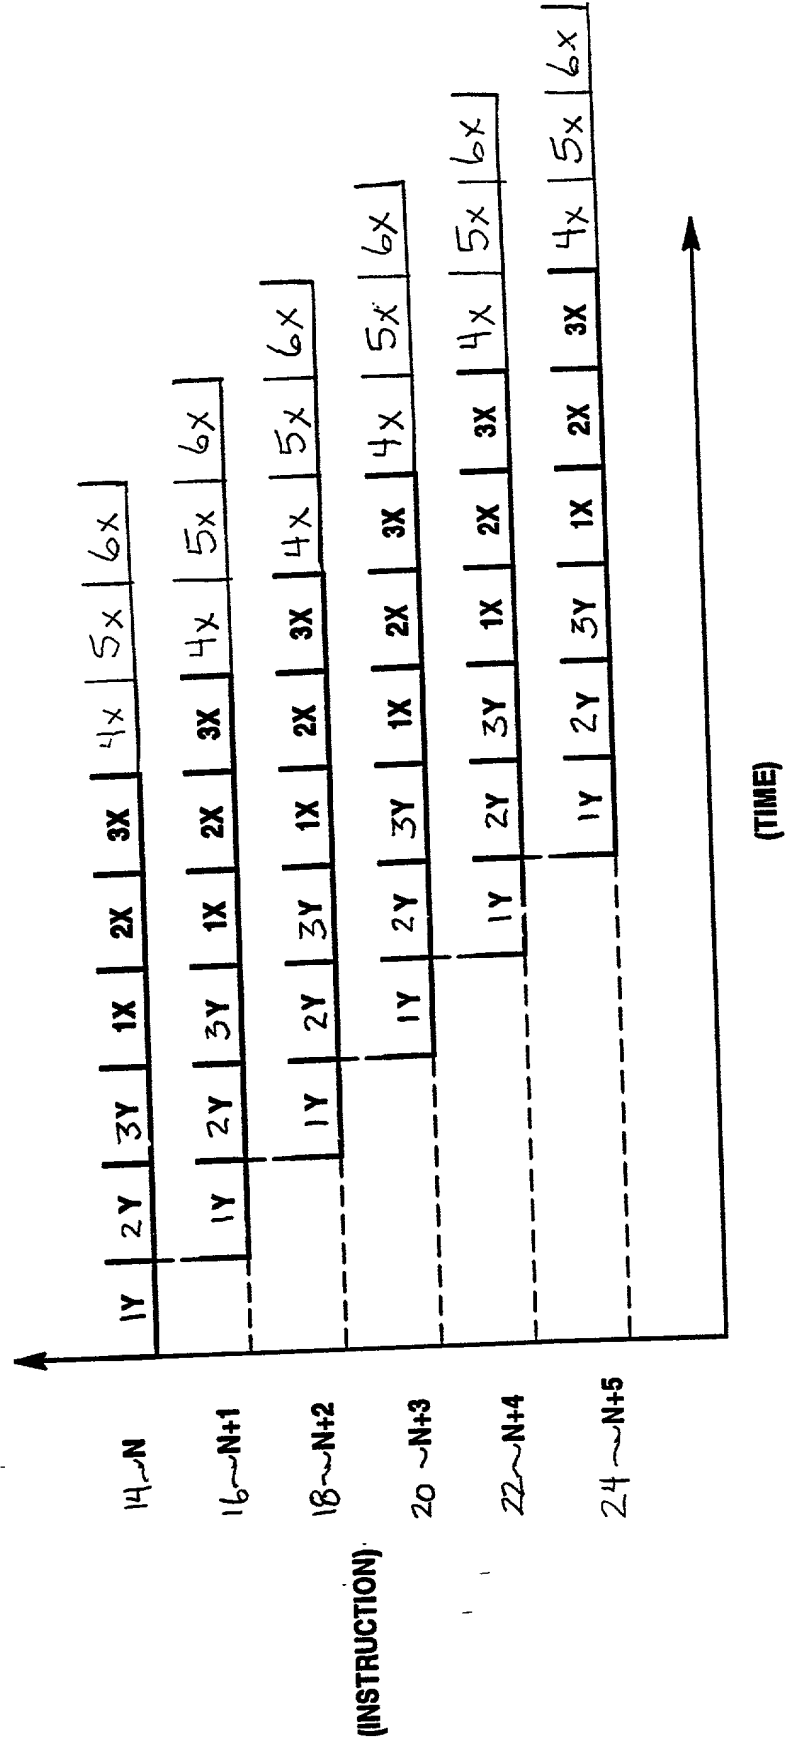 14 N 1Y 2Y 3Y 1X 2X 3X 4X 5X 6X
16 N+1 1Y 2Y 3Y 1X 2X 3X 4X 5X 6X
18 N+2 1Y 2Y 3Y 1X 2X 3X 4X 5X 6X
20 N+3 1Y 2Y 3Y 1X 2X 3X 4X 5X 6X
22 N+4 1Y 2Y 3Y 1X 2X 3X 4X 5X 6X
24 N+5 1Y 2Y 3Y 1X 2X 3X 4X 5X 6X
(INSTRUCTION)
(TIME)